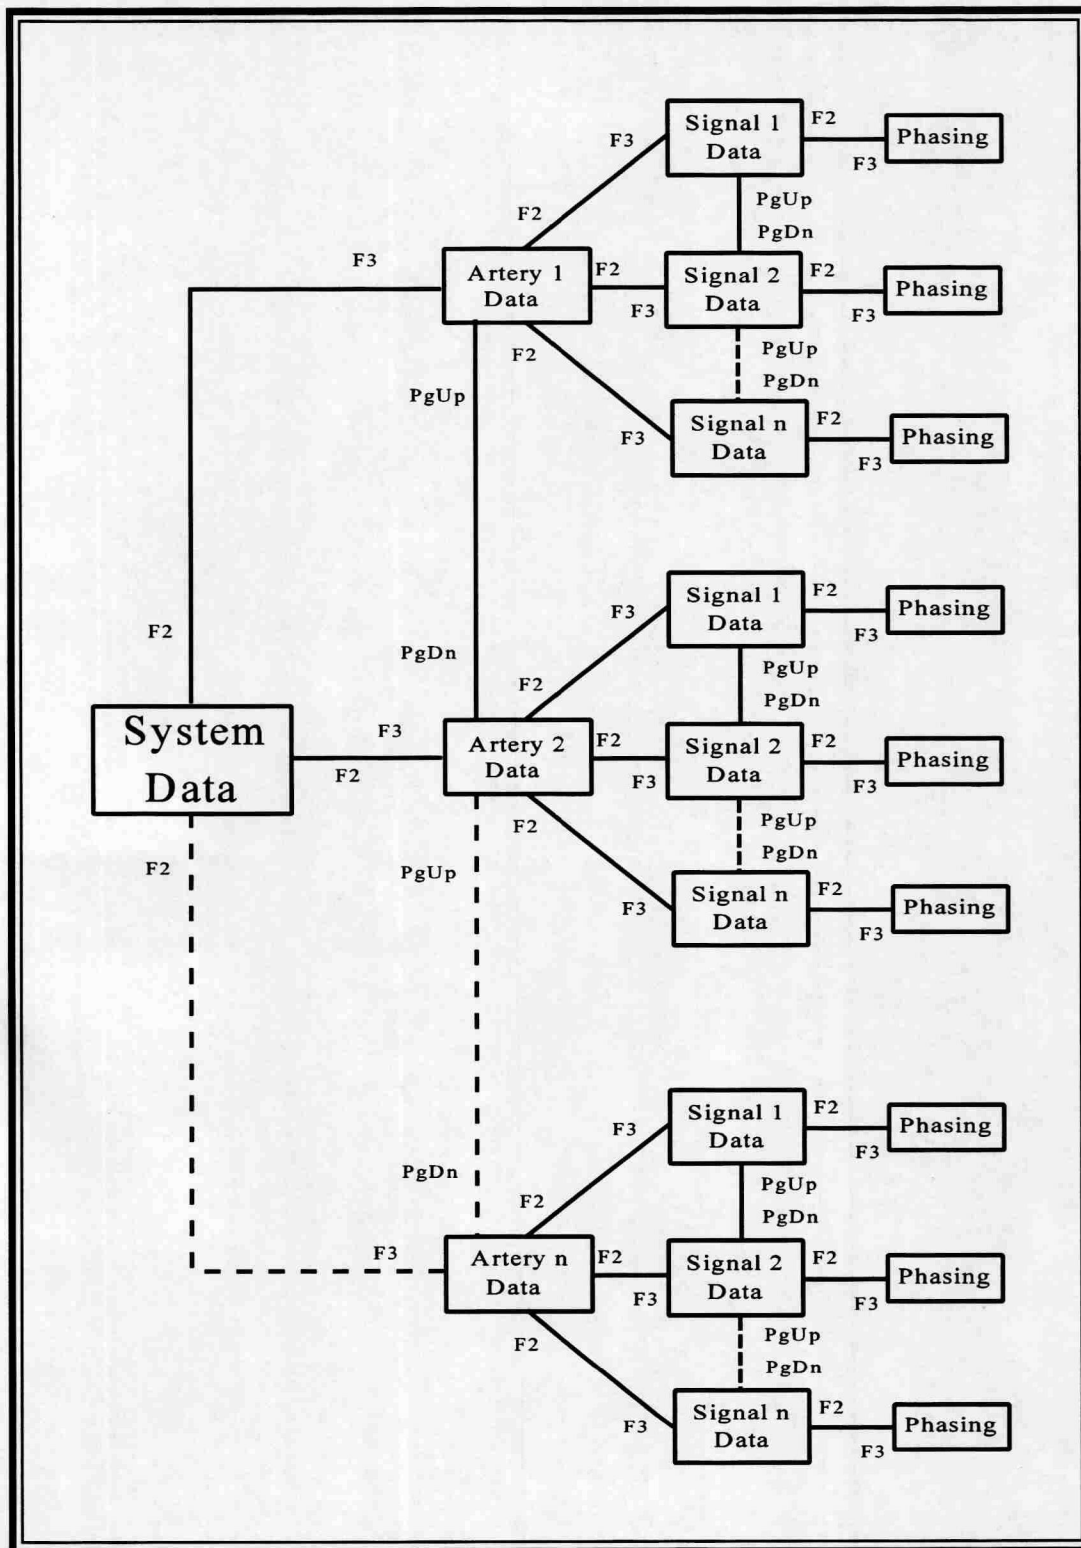 Signal 1
Data
F2
Phasing
F3
F3
PgUp
F2
PgDn
F3
Artery 1
Data
F2
F3
Signal 2
Data
F2
Phasing
F3
F2
PgUp
PgDn
PgUp
F3
Signal n
Data
F2
Phasing
F3
Signal 1
Data
F2
Phasing
F3
F3
F2
PgDn
PgUp
F2
PgDn
System
Data
F3
F2
Artery 2
Data
F2
F3
Signal 2
Data
F2
Phasing
F3
F2
PgUp
F2
PgUp
PgDn
F3
Signal n
Data
F2
Phasing
F3
Signal 1
Data
F2
Phasing
F3
F3
PgDn
PgUp
F2
PgDn
F3
Artery n
Data
F2
F3
Signal 2
Data
F2
Phasing
F3
F2
PgUp
PgDn
F3
Signal n
Data
F2
Phasing
F3